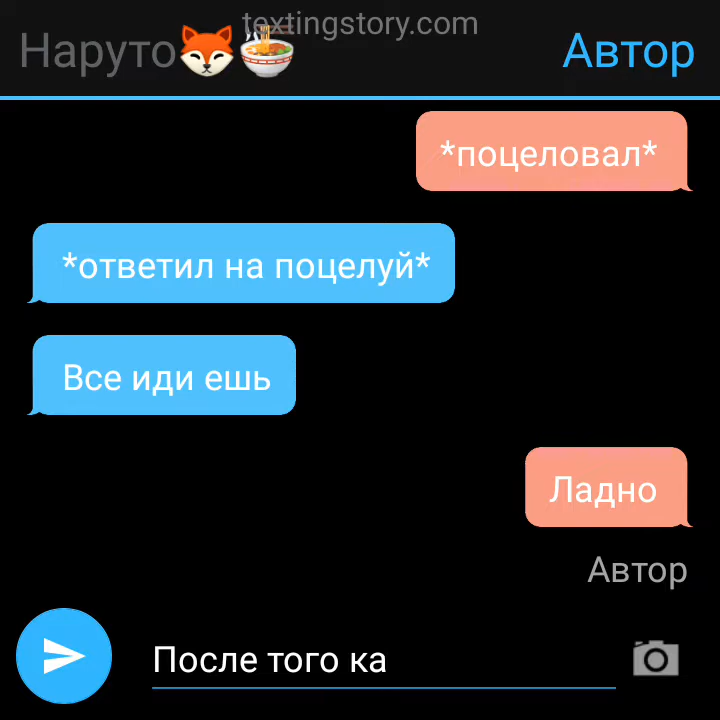 textingstory.com
Наруто🦊🍜
Автор
*поцеловал*
*ответил на поцелуй*
Все иди ешь
Ладно
Автор
После того ка